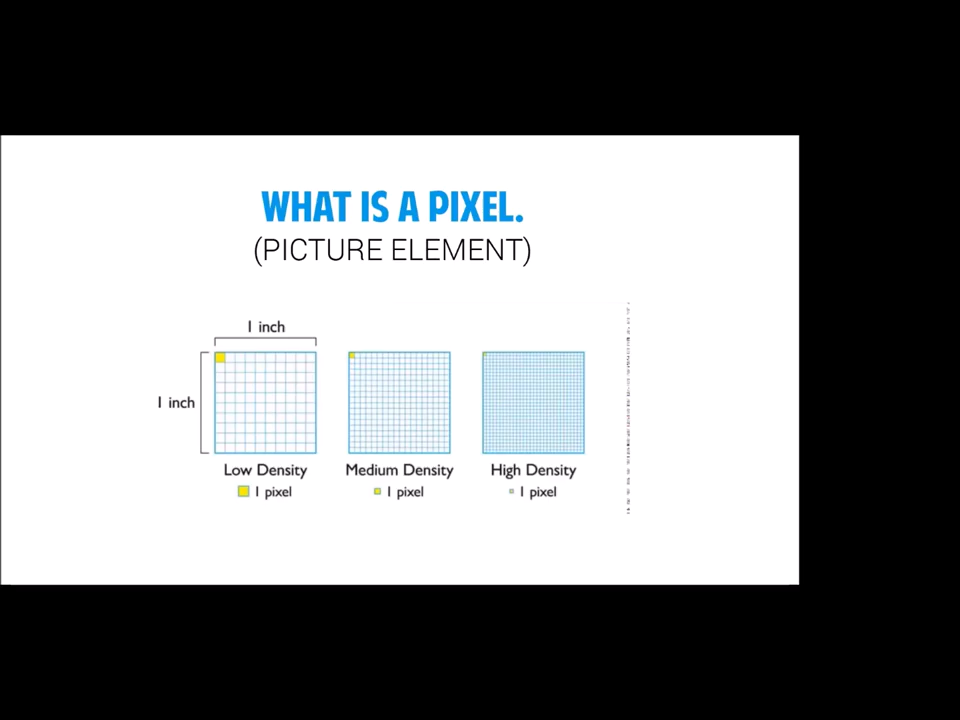 WHAT IS A PIXEL.
(PICTURE ELEMENT)
1 inch
1 inch
Low Density
Medium Density
High Density
1 pixel
1 pixel
1 pixel